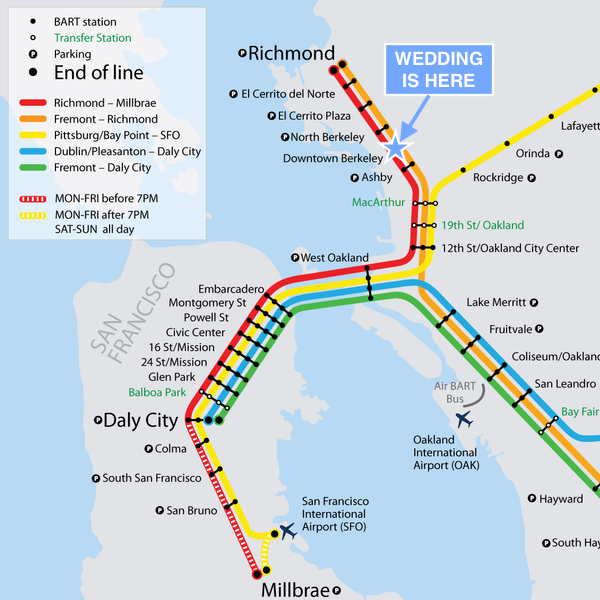 BART station
Transfer Station
P Parking
End of line
Richmond – Millbrae
Fremont – Richmond
Pittsburg/Bay Point – SFO
Dublin/Pleasanton – Daly City
Fremont – Daly City
MON-FRI before 7PM
MON-FRI after 7PM
SAT-SUN all day
WEDDING
IS HERE
P Richmond
P El Cerrito del Norte
P El Cerrito Plaza
P North Berkeley
Downtown Berkeley
P Ashby
MacArthur
Lafayett
Orinda P
Rockridge P
19th St/ Oakland
12th St/Oakland City Center
P West Oakland
Embarcadero
Montgomery St
Powell St
Civic Center
16 St/Mission
24 St/Mission
Glen Park
Balboa Park
SAN
FRANCISCO
P Daly City
P Colma
P South San Francisco
P San Bruno
San Francisco
International
Airport (SFO)
Millbrae P
Lake Merritt P
Fruitvale P
Coliseum/Oakland
San Leandro
Bay Fair
Air BART
Bus
Oakland
International
Airport (OAK)
P Hayward
P South Hay